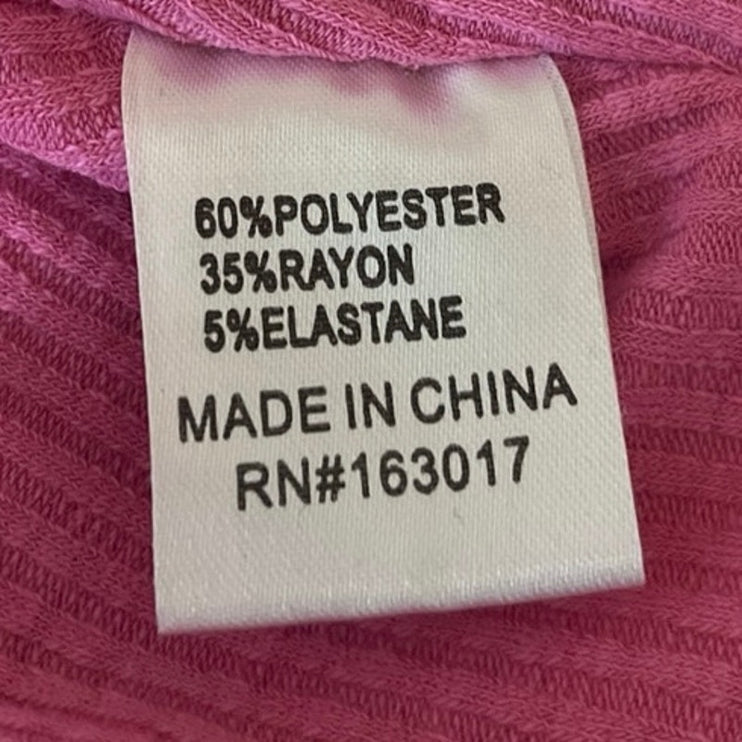 60%POLYESTER
35%RAYON
5%ELASTANE
MADE IN CHINA
RN#163017